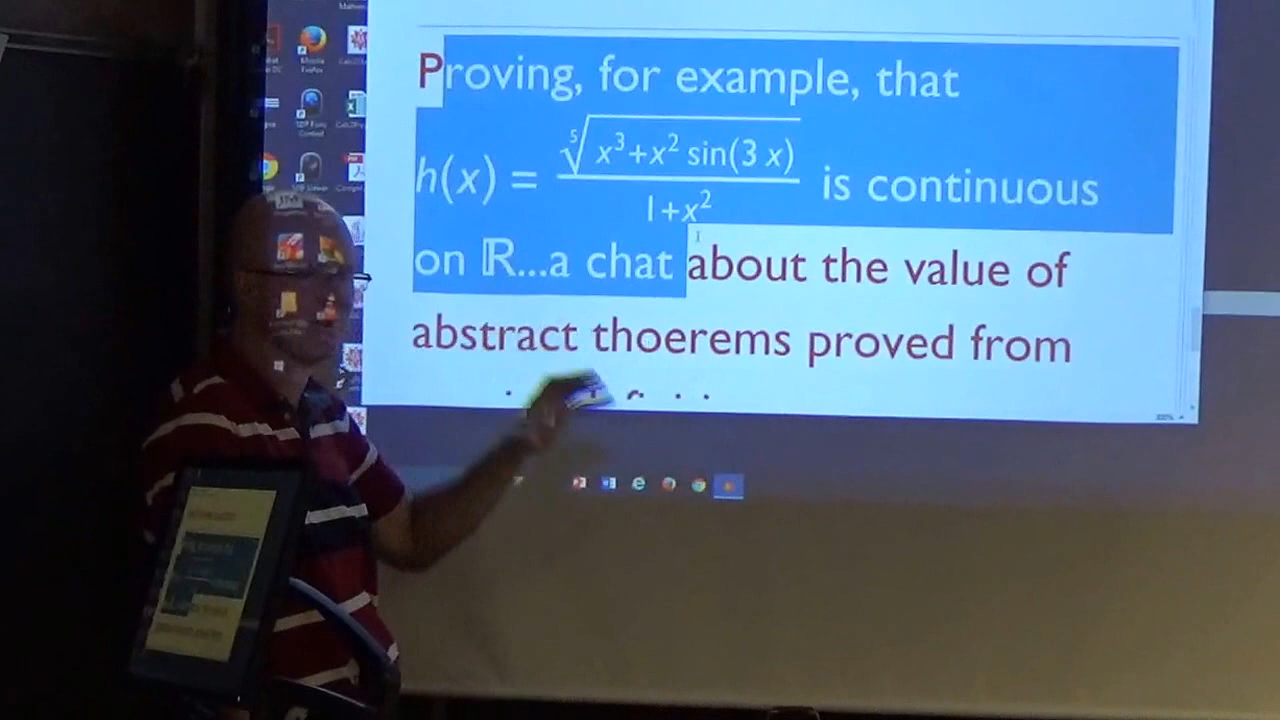 Proving, for example, that
h(x) = ⁵√(x³+x² sin(3 x)) / (1+x²) is continuous
on ℝ...a chat about the value of
abstract thoerems proved from